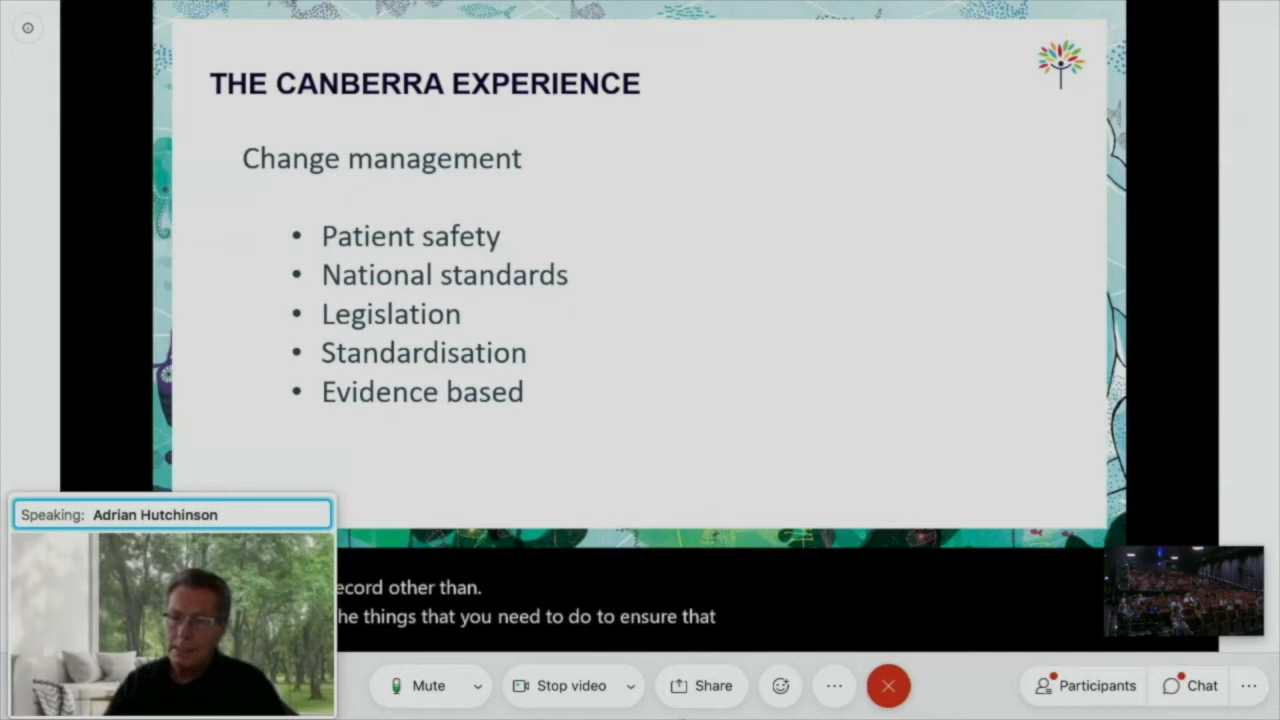 THE CANBERRA EXPERIENCE
Change management
• Patient safety
• National standards
• Legislation
• Standardisation
• Evidence based
Speaking: Adrian Hutchinson
ecord other than.
he things that you need to do to ensure that
Mute
Stop video
Share
Participants
Chat